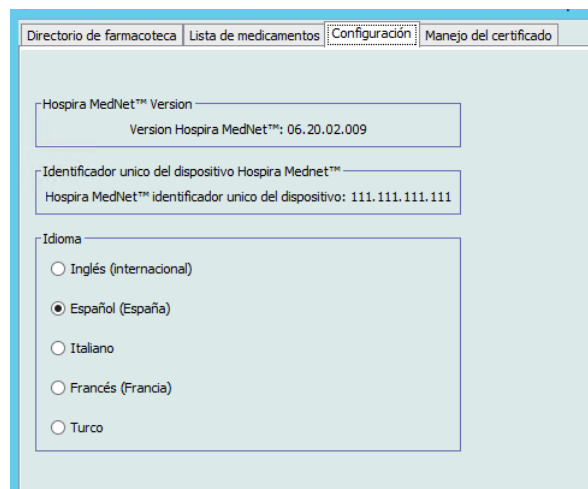 Directorio de farmacoteca Lista de medicamentos Configuración Manejo del certificado
Hospira MedNet™ Version
Version Hospira MedNet™: 06.20.02.009
Identificador unico del dispositivo Hospira Mednet™
Hospira MedNet™ identificador unico del dispositivo: 111.111.111.111
Idioma
Inglés (internacional)
Español (España)
Italiano
Francés (Francia)
Turco